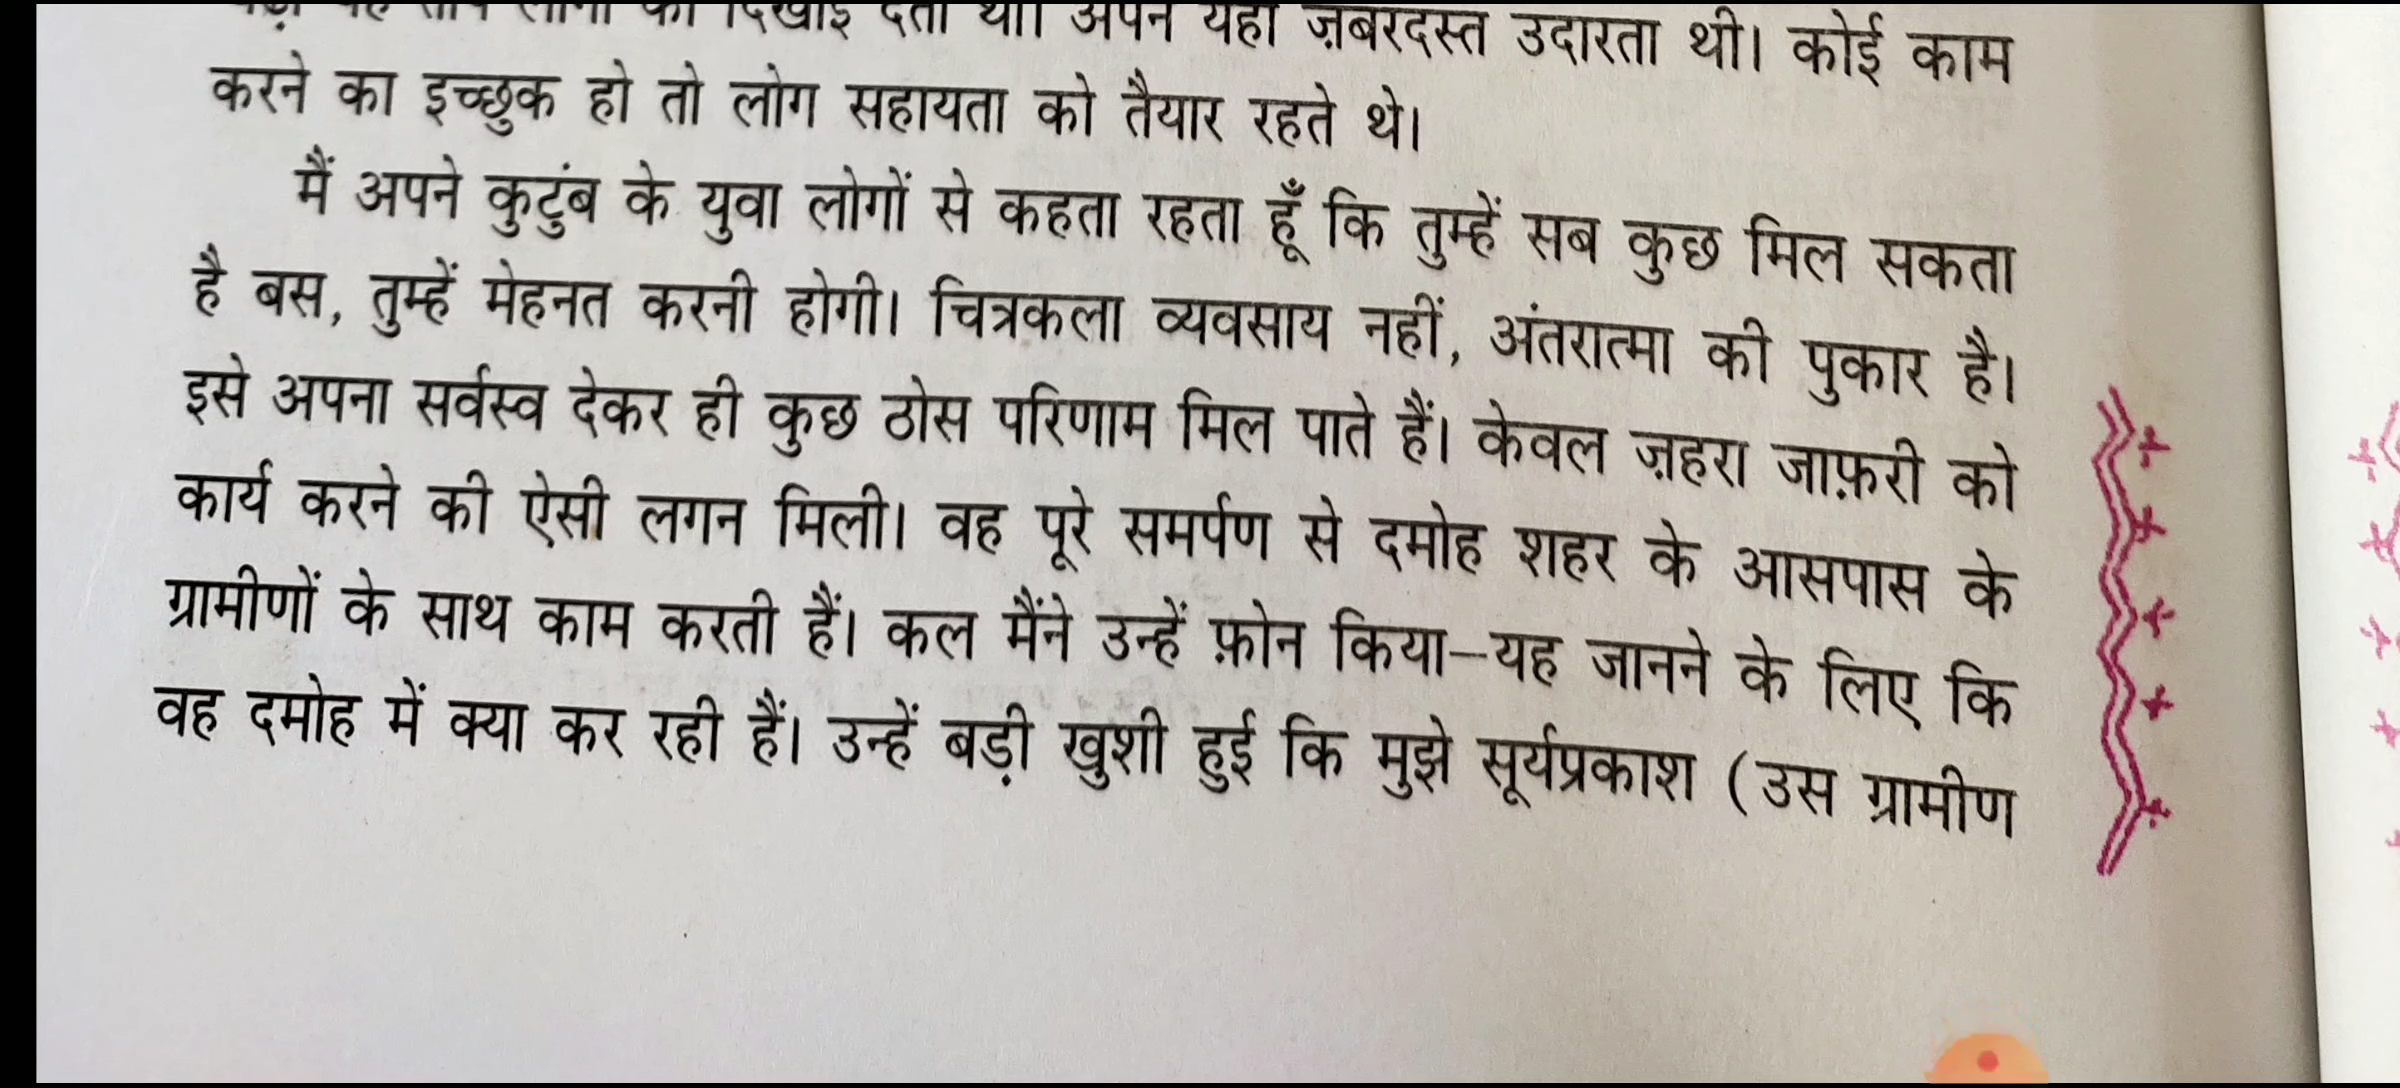 दिखाई देता था। अपने यहाँ ज़बरदस्त उदारता थी। कोई काम
करने का इच्छुक हो तो लोग सहायता को तैयार रहते थे।
मैं अपने कुटुंब के युवा लोगों से कहता रहता हूँ कि तुम्हें सब कुछ मिल सकता
है बस, तुम्हें मेहनत करनी होगी। चित्रकला व्यवसाय नहीं, अंतरात्मा की पुकार है।
इसे अपना सर्वस्व देकर ही कुछ ठोस परिणाम मिल पाते हैं। केवल ज़हरा जाफ़री को
कार्य करने की ऐसी लगन मिली। वह पूरे समर्पण से दमोह शहर के आसपास के
ग्रामीणों के साथ काम करती हैं। कल मैंने उन्हें फ़ोन किया—यह जानने के लिए कि
वह दमोह में क्या कर रही हैं। उन्हें बड़ी खुशी हुई कि मुझे सूर्यप्रकाश (उस ग्रामीण